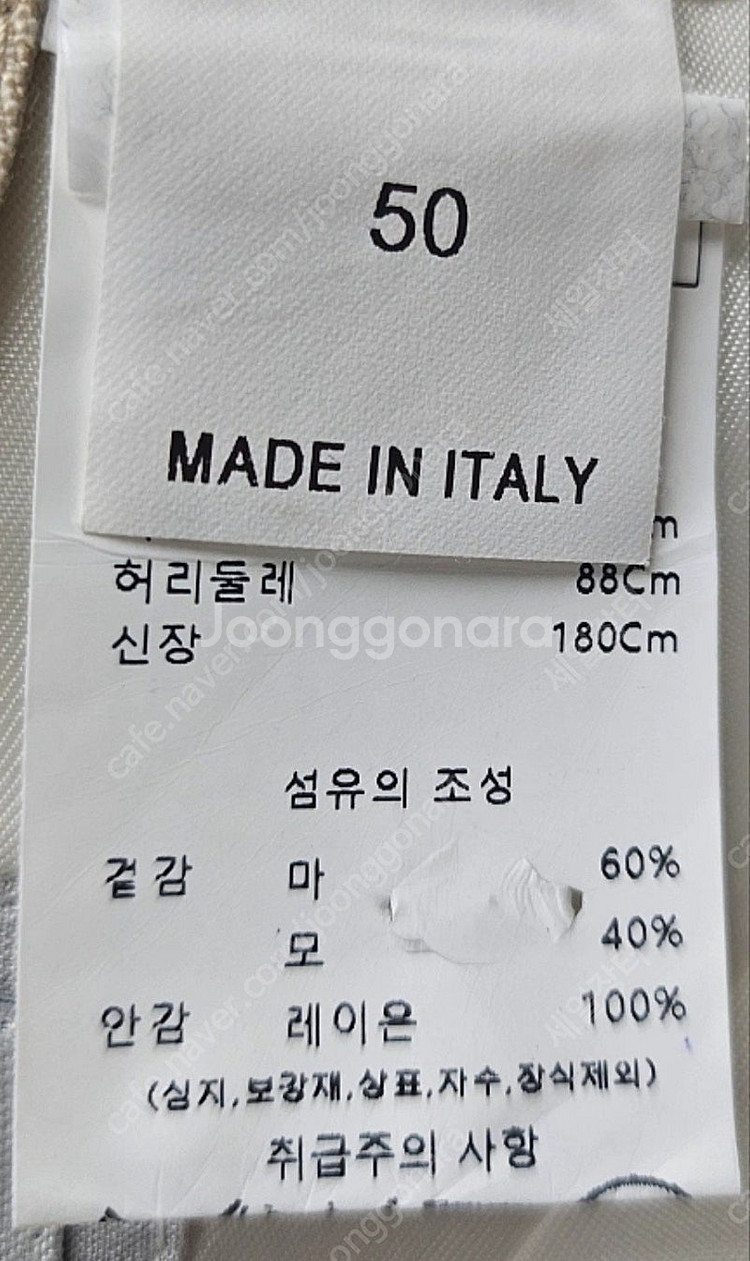 50
MADE IN ITALY
m
허리둘레 88Cm
신장 180Cm
Joonggonara
섬유의 조성
겉감 마 60%
모 40%
안감 레이온 100%
(심지,보강재,상표,자수,장식제외)
취급주의 사항